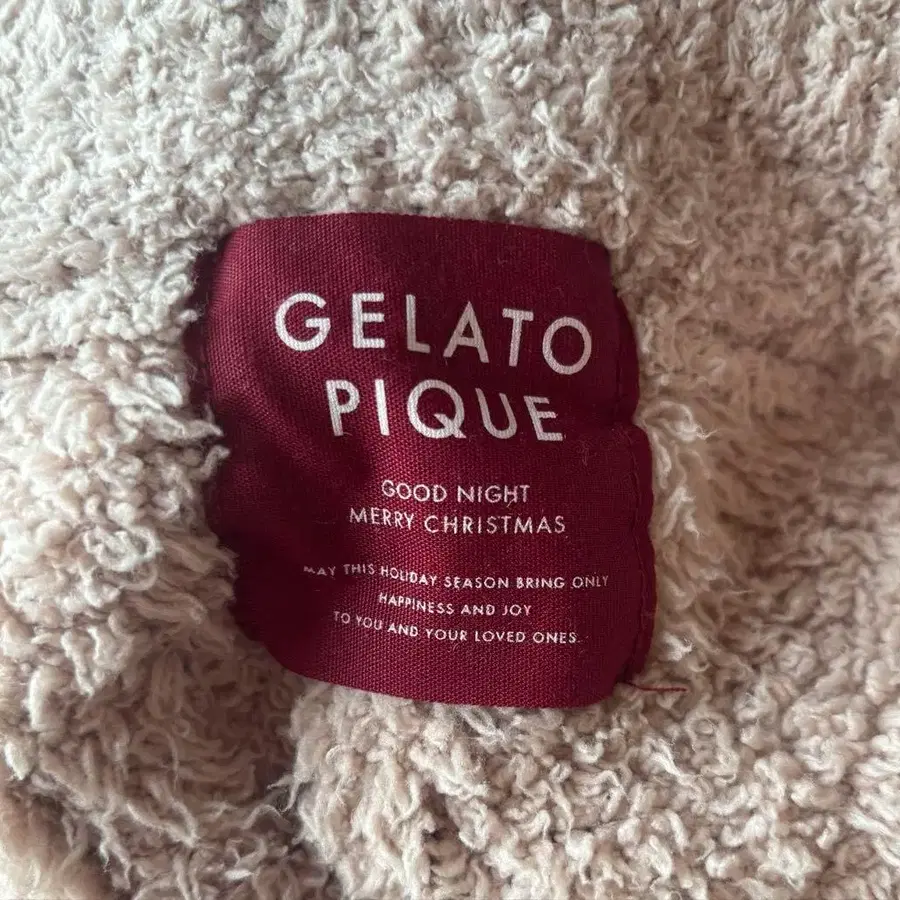 GELATO
PIQUE
GOOD NIGHT
MERRY CHRISTMAS
MAY THIS HOLIDAY SEASON BRING ONLY
HAPPINESS AND JOY
TO YOU AND YOUR LOVED ONES.